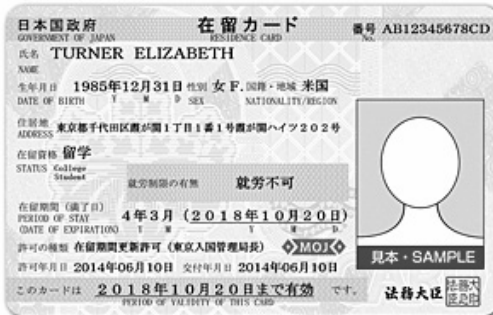 日本国政府 在留カード 番号 AB12345678CD
GOVERNMENT OF JAPAN RESIDENCE CARD No.
氏名 TURNER ELIZABETH
NAME
生年月日 1985年12月31日 性別 女 F. 国籍・地域 米国
DATE OF BIRTH Y M D SEX NATIONALITY/REGION
住居地
ADDRESS 東京都千代田区霞が関1丁目1番1号霞が関ハイツ202号
在留資格 留学
STATUS College Student
就労制限の有無 就労不可
在留期間(満了日)
PERIOD OF STAY (DATE OF EXPIRATION) 4年3月(2018年10月20日)
Y M Y M D
許可の種類 在留期間更新許可(東京入国管理局長) MOJ
見本・SAMPLE
許可年月日 2014年06月10日 交付年月日 2014年06月10日
このカードは 2018年10月20日まで有効 です。
PERIOD OF VALIDITY OF THIS CARD
法務大臣